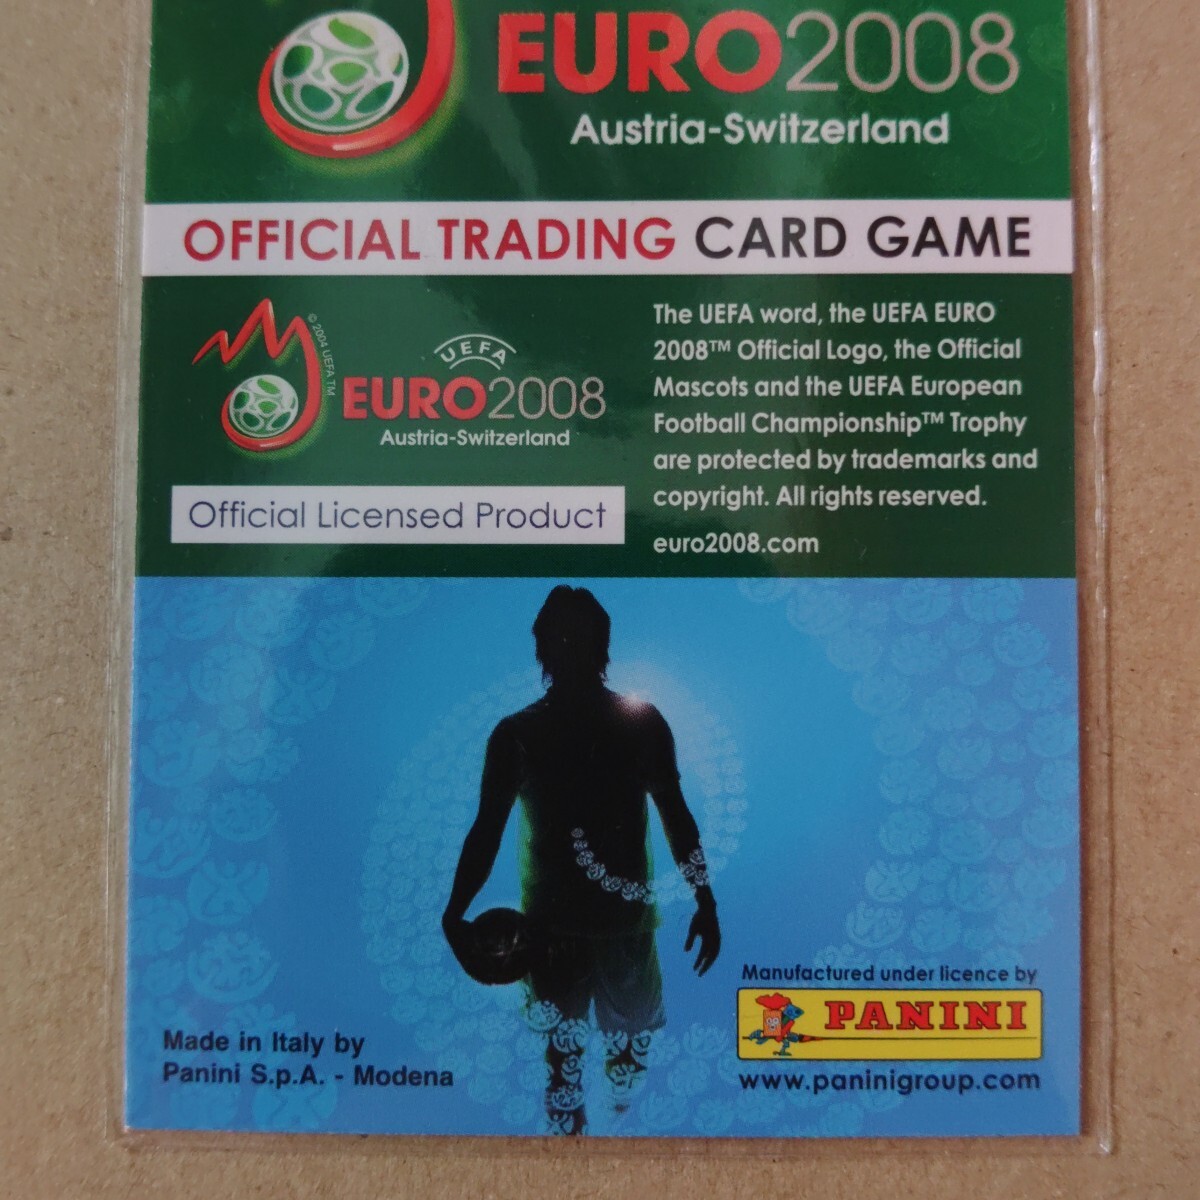 EURO2008
Austria-Switzerland
OFFICIAL TRADING CARD GAME
© 2004 UEFA TM
UEFA
EURO2008
Austria-Switzerland
Official Licensed Product
The UEFA word, the UEFA EURO
2008™ Official Logo, the Official
Mascots and the UEFA European
Football Championship™ Trophy
are protected by trademarks and
copyright. All rights reserved.
euro2008.com
Manufactured under licence by
PANINI
www.paninigroup.com
Made in Italy by
Panini S.p.A. - Modena